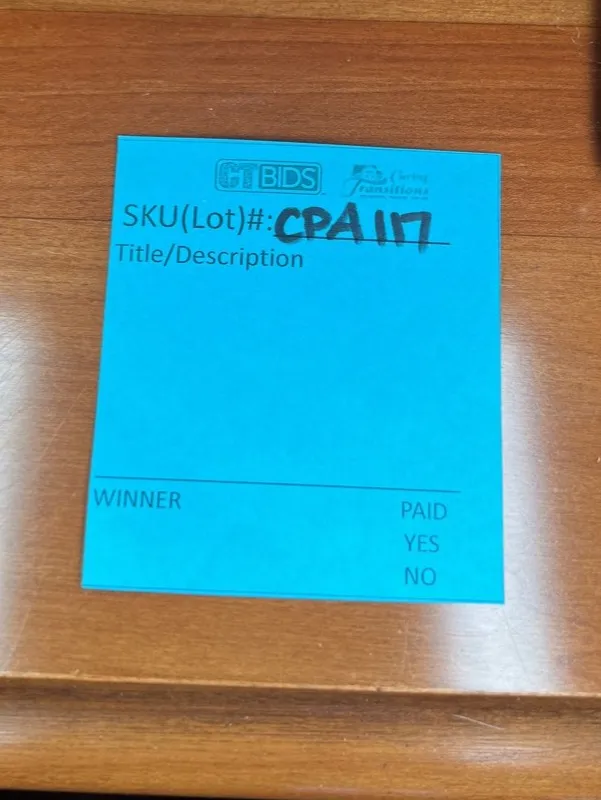 CTBIDS
Caring
Transitions
SKU(Lot)#: CPA117
Title/Description
WINNER
PAID
YES
NO